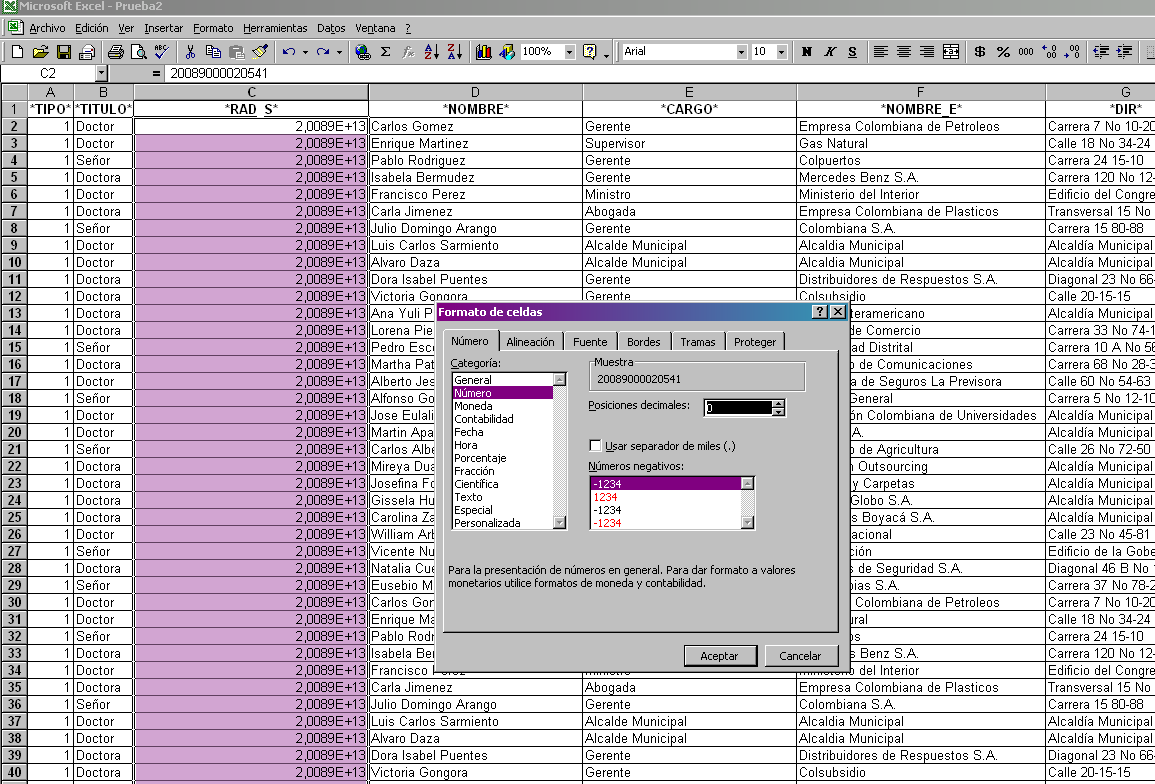 Microsoft Excel - Prueba2
Archivo Edición Ver Insertar Formato Herramientas Datos Ventana ?
100% Arial 10 N K S $ % 000
C2 = 20089000020541
A B C D E F G
1 *TIPO* *TITULO* *RAD_S* *NOMBRE* *CARGO* *NOMBRE_E* *DIR*
2 1 Doctor 2,0089E+13 Carlos Gomez Gerente Empresa Colombiana de Petroleos Carrera 7 No 10-20
3 1 Doctor 2,0089E+13 Enrique Martinez Supervisor Gas Natural Calle 18 No 34-24
4 1 Señor 2,0089E+13 Pablo Rodriguez Gerente Colpuertos Carrera 24 15-10
5 1 Doctora 2,0089E+13 Isabela Bermudez Gerente Mercedes Benz S.A. Carrera 120 No 12-
6 1 Doctor 2,0089E+13 Francisco Perez Ministro Ministerio del Interior Edificio del Congre
7 1 Doctora 2,0089E+13 Carla Jimenez Abogada Empresa Colombiana de Plasticos Transversal 15 No
8 1 Señor 2,0089E+13 Julio Domingo Arango Gerente Colombiana S.A. Carrera 15 80-88
9 1 Doctor 2,0089E+13 Luis Carlos Sarmiento Alcalde Municipal Alcaldia Municipal Alcaldía Municipal
10 1 Doctor 2,0089E+13 Alvaro Daza Alcalde Municipal Alcaldia Municipal Alcaldía Municipal
11 1 Doctora 2,0089E+13 Dora Isabel Puentes Gerente Distribuidores de Respuestos S.A. Diagonal 23 No 66-
12 1 Doctora 2,0089E+13 Victoria Gongora Gerente Colsubsidio Calle 20-15-15
13 1 Doctora 2,0089E+13 Ana Yuli P teramericano Alcaldía Municipal
14 1 Doctora 2,0089E+13 Lorena Pie de Comercio Carrera 33 No 74-1
15 1 Señor 2,0089E+13 Pedro Esc ad Distrital Carrera 10 A No 56
16 1 Doctora 2,0089E+13 Martha Pat de Comunicaciones Carrera 68 No 28-3
17 1 Doctor 2,0089E+13 Alberto Jes a de Seguros La Previsora Calle 60 No 54-63
18 1 Señor 2,0089E+13 Alfonso Go General Carrera 5 No 12-10
19 1 Doctor 2,0089E+13 Jose Eulali ón Colombiana de Universidades Alcaldía Municipal
20 1 Doctor 2,0089E+13 Martin Apa A. Alcaldía Municipal
21 1 Señor 2,0089E+13 Carlos Albe o de Agricultura Calle 26 No 72-50
22 1 Doctora 2,0089E+13 Mireya Dua n Outsourcing Alcaldía Municipal
23 1 Doctora 2,0089E+13 Josefina Fo y Carpetas Alcaldía Municipal
24 1 Doctora 2,0089E+13 Gissela Hu Globo S.A. Alcaldía Municipal
25 1 Doctora 2,0089E+13 Carolina Za s Boyacá S.A. Alcaldía Municipal
26 1 Doctor 2,0089E+13 William Arb acional Calle 23 No 45-81
27 1 Señor 2,0089E+13 Vicente Nu ión Edificio de la Gobe
28 1 Doctora 2,0089E+13 Natalia Cue s de Seguridad S.A. Diagonal 46 B No 1
29 1 Señor 2,0089E+13 Eusebio M bias S.A. Carrera 37 No 78-2
30 1 Doctor 2,0089E+13 Carlos Gon Colombiana de Petroleos Carrera 7 No 10-20
31 1 Doctor 2,0089E+13 Enrique Ma ural Calle 18 No 34-24
32 1 Señor 2,0089E+13 Pablo Rodr os Carrera 24 15-10
33 1 Doctora 2,0089E+13 Isabela Ber s Benz S.A. Carrera 120 No 12-
34 1 Doctor 2,0089E+13 Francisco Perez Ministro Ministerio del Interior Edificio del Congre
35 1 Doctora 2,0089E+13 Carla Jimenez Abogada Empresa Colombiana de Plasticos Transversal 15 No
36 1 Señor 2,0089E+13 Julio Domingo Arango Gerente Colombiana S.A. Carrera 15 80-88
37 1 Doctor 2,0089E+13 Luis Carlos Sarmiento Alcalde Municipal Alcaldia Municipal Alcaldía Municipal
38 1 Doctor 2,0089E+13 Alvaro Daza Alcalde Municipal Alcaldia Municipal Alcaldía Municipal
39 1 Doctora 2,0089E+13 Dora Isabel Puentes Gerente Distribuidores de Respuestos S.A. Diagonal 23 No 66-
40 1 Doctora 2,0089E+13 Victoria Gongora Gerente Colsubsidio Calle 20-15-15
Formato de celdas
Número Alineación Fuente Bordes Tramas Proteger
Categoría:
General
Número
Moneda
Contabilidad
Fecha
Hora
Porcentaje
Fracción
Científica
Texto
Especial
Personalizada
Muestra
20089000020541
Posiciones decimales: 0
Usar separador de miles (.)
Números negativos:
-1234
1234
-1234
-1234
Para la presentación de números en general. Para dar formato a valores
monetarios utilice formatos de moneda y contabilidad.
Aceptar Cancelar